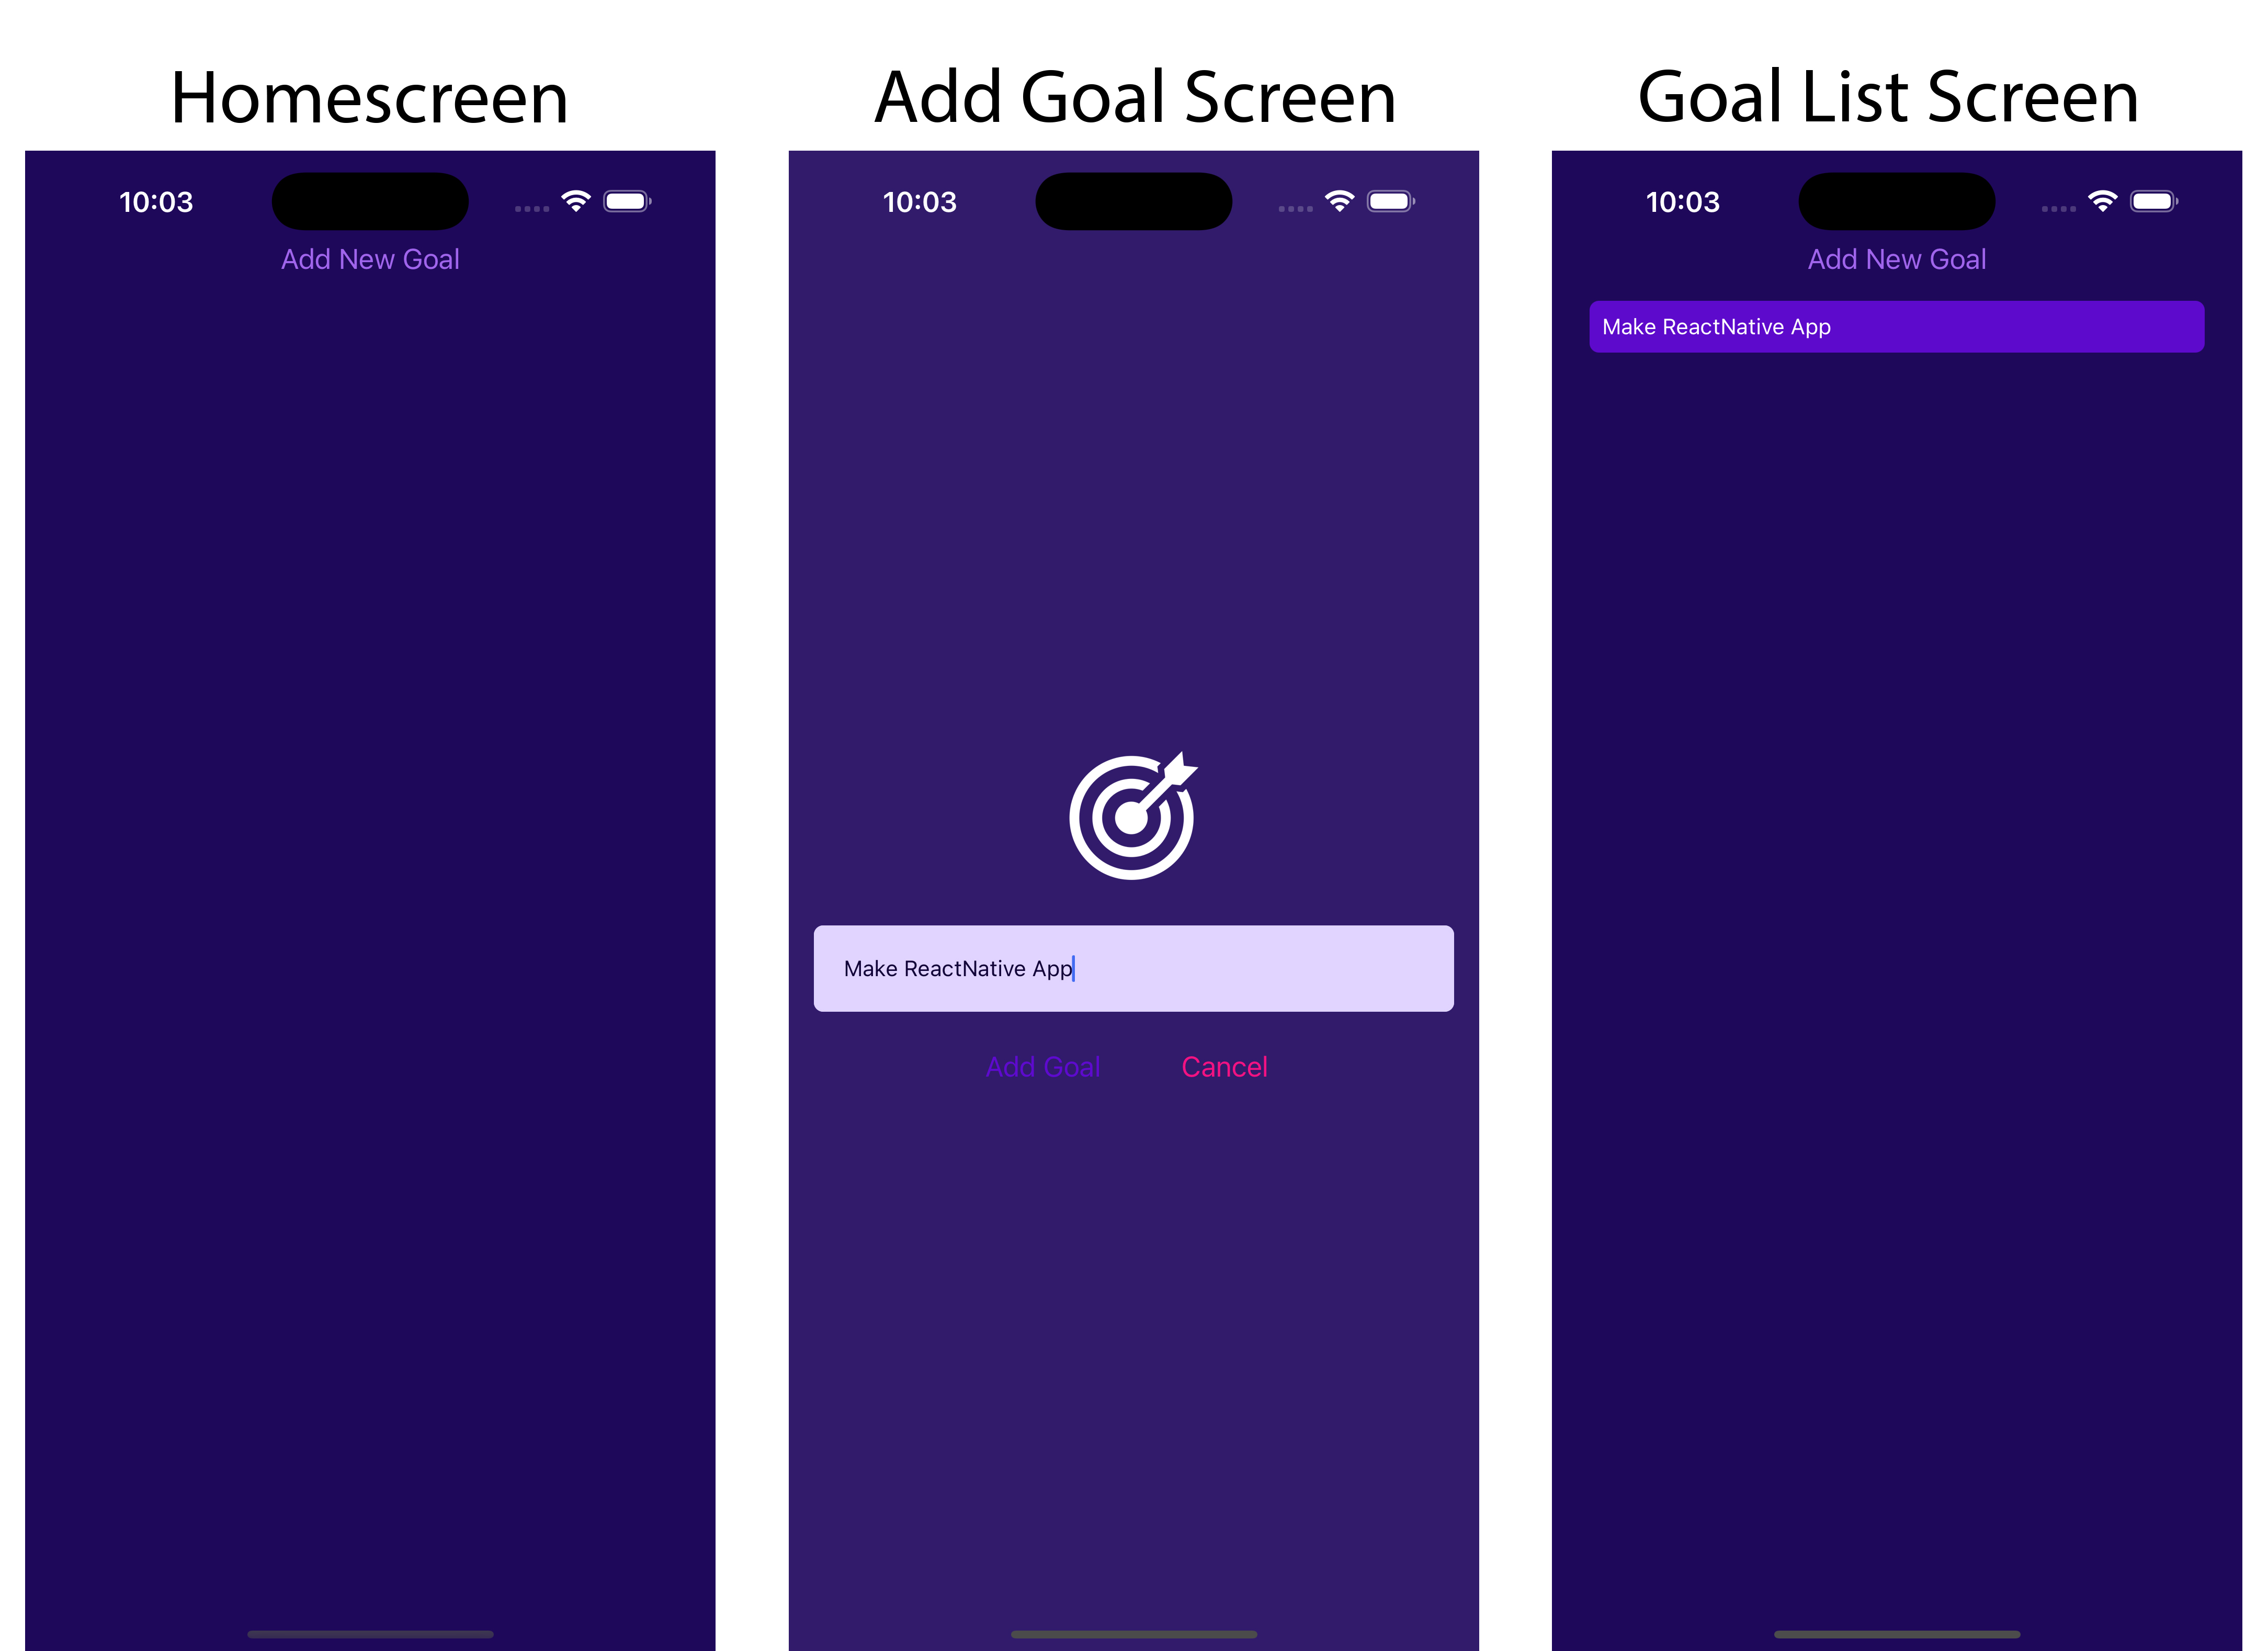 Homescreen
10:03
Add New Goal
Add Goal Screen
10:03
Make ReactNative App
Add Goal
Cancel
Goal List Screen
10:03
Add New Goal
Make ReactNative App